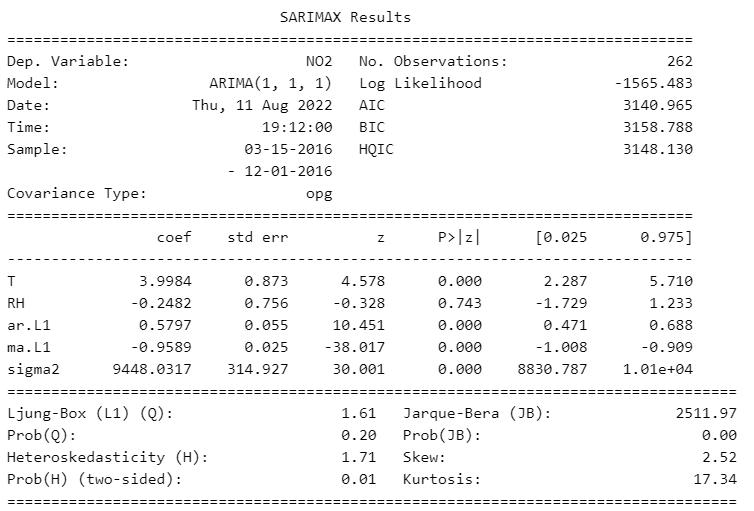 SARIMAX Results
==============================================================================
Dep. Variable:                    NO2   No. Observations:                  262
Model:                 ARIMA(1, 1, 1)   Log Likelihood               -1565.483
Date:                Thu, 11 Aug 2022   AIC                           3140.965
Time:                        19:12:00   BIC                           3158.788
Sample:                    03-15-2016   HQIC                          3148.130
                         - 12-01-2016
Covariance Type:                  opg
==============================================================================
                 coef    std err          z      P>|z|      [0.025      0.975]
------------------------------------------------------------------------------
T              3.9984      0.873      4.578      0.000       2.287       5.710
RH            -0.2482      0.756     -0.328      0.743      -1.729       1.233
ar.L1          0.5797      0.055     10.451      0.000       0.471       0.688
ma.L1         -0.9589      0.025    -38.017      0.000      -1.008      -0.909
sigma2      9448.0317    314.927     30.001      0.000    8830.787    1.01e+04
===================================================================================
Ljung-Box (L1) (Q):                   1.61   Jarque-Bera (JB):              2511.97
Prob(Q):                              0.20   Prob(JB):                         0.00
Heteroskedasticity (H):               1.71   Skew:                             2.52
Prob(H) (two-sided):                  0.01   Kurtosis:                        17.34
===================================================================================